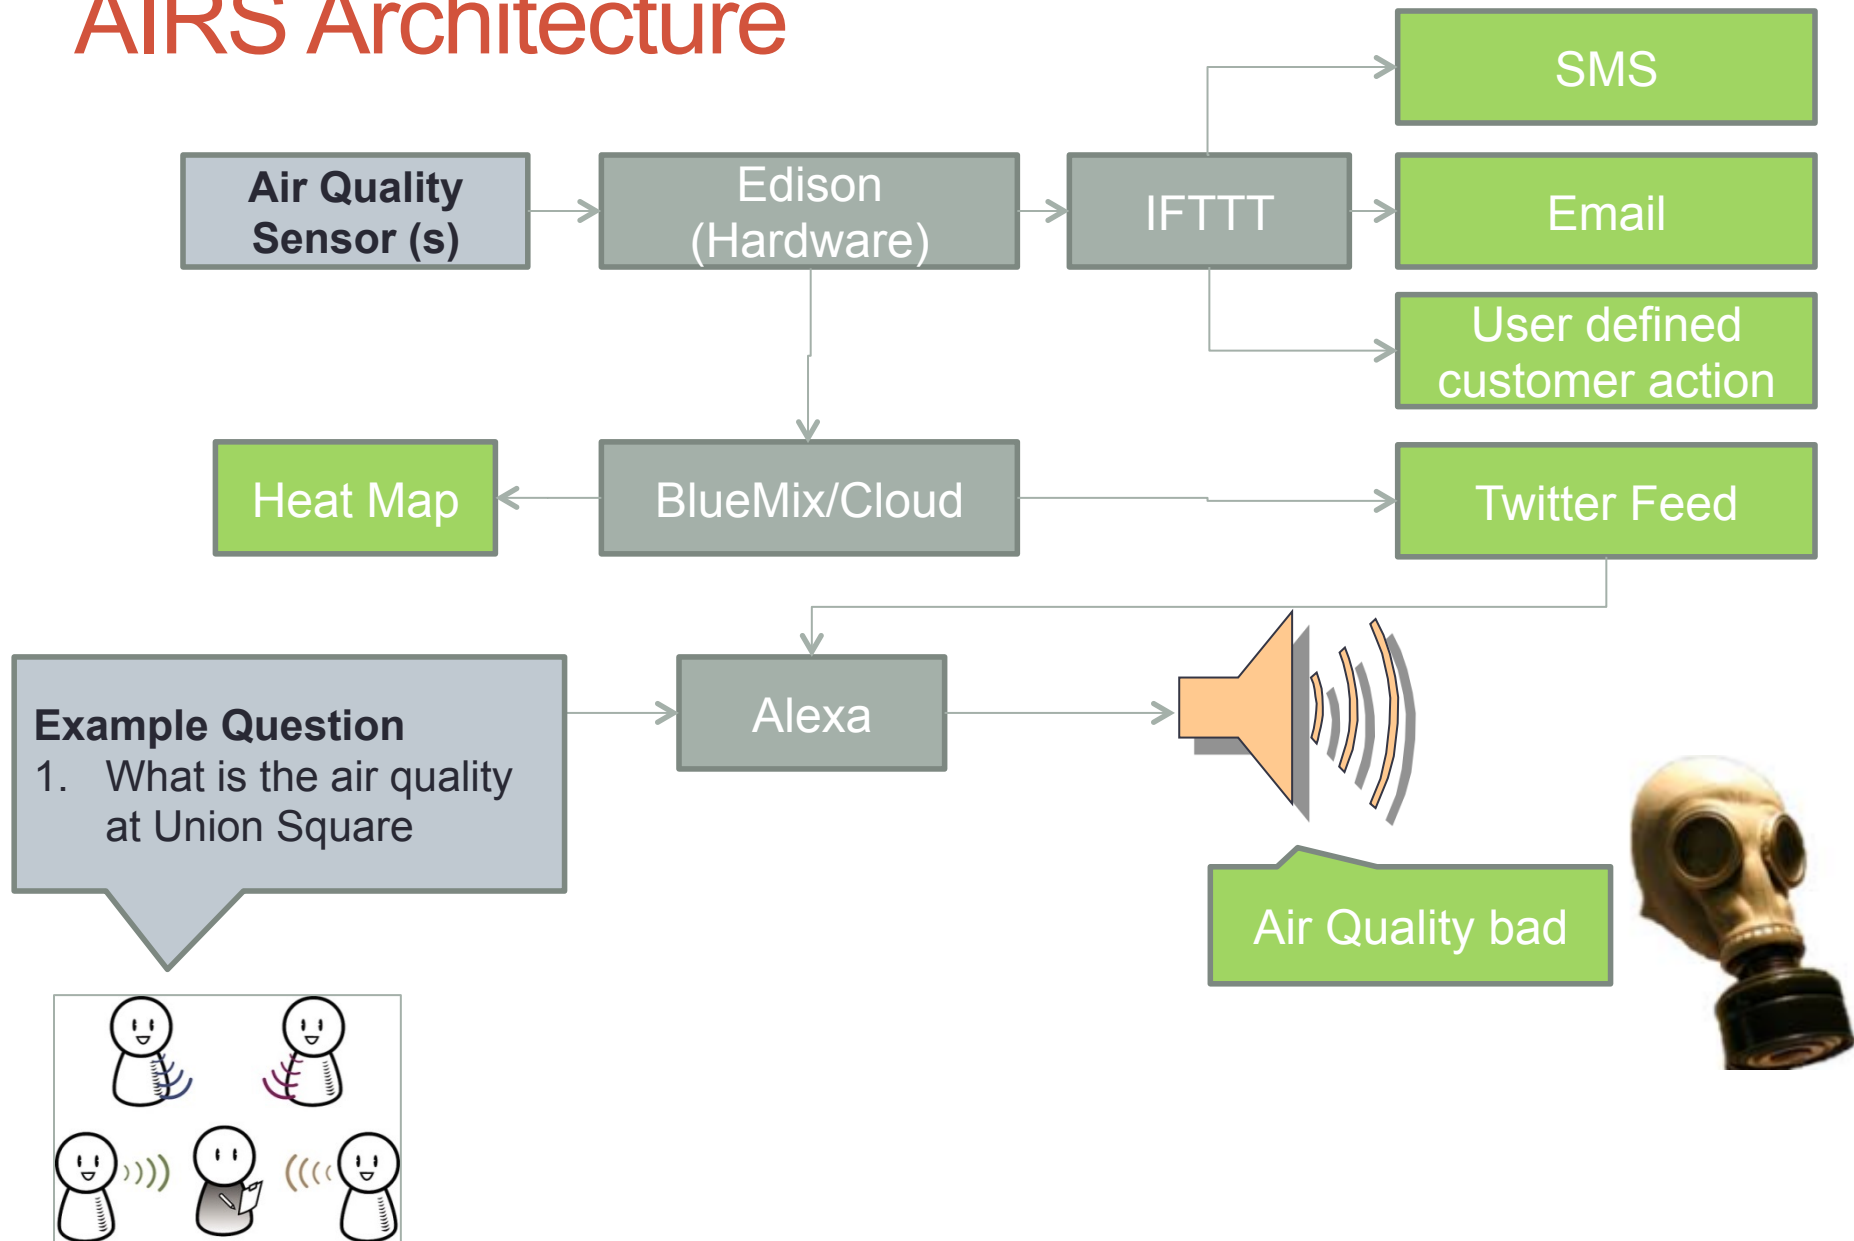 AIRS Architecture
SMS
Air Quality
Sensor (s)
Edison
(Hardware)
IFTTT
Email
User defined
customer action
Heat Map
BlueMix/Cloud
Twitter Feed
Example Question
1. What is the air quality
at Union Square
Alexa
Air Quality bad